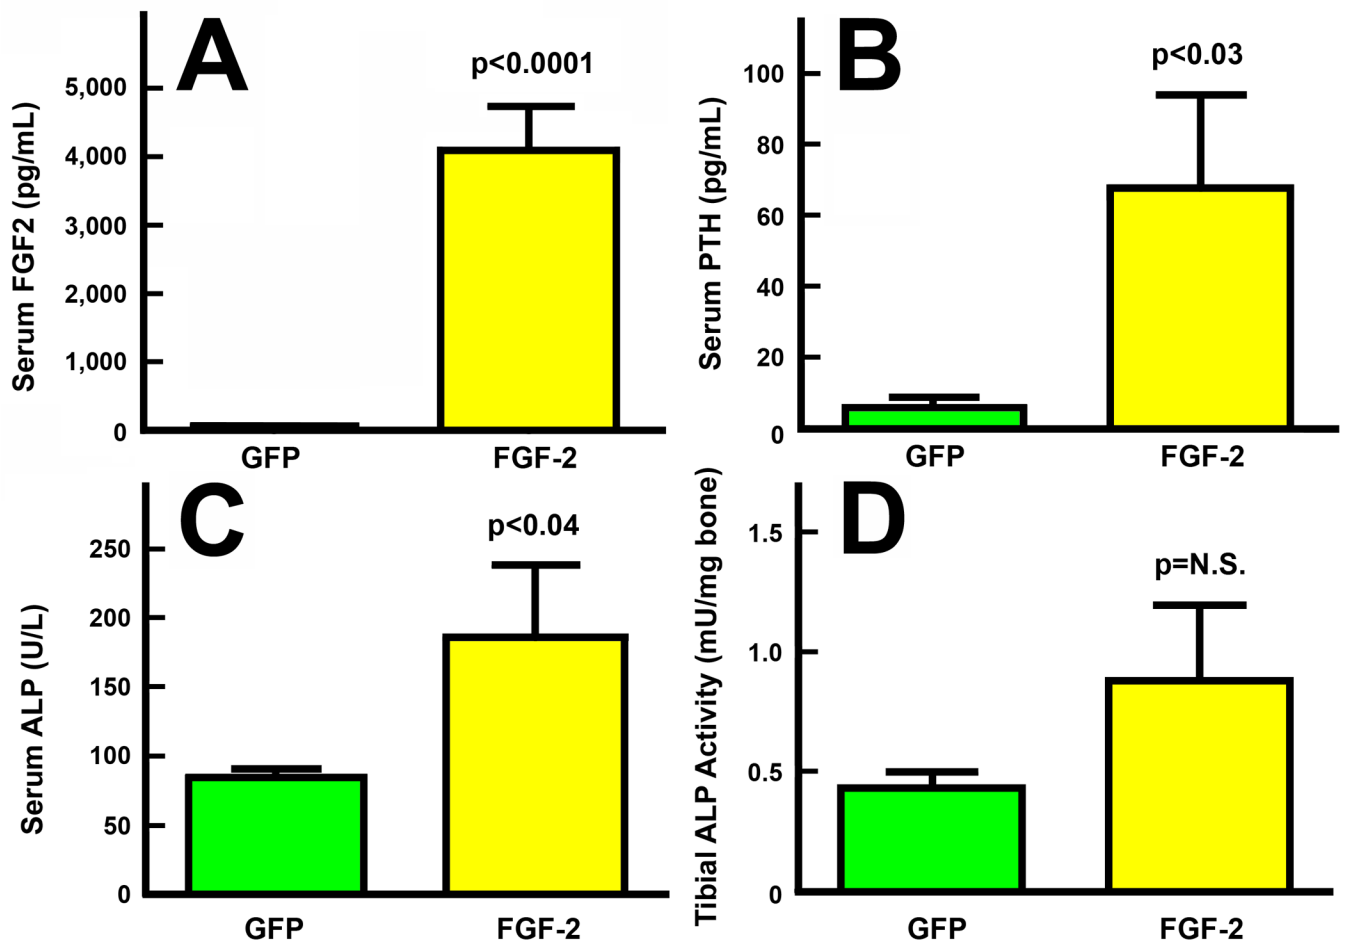 A
p<0.0001
Serum FGF2 (pg/mL)
5,000
4,000
3,000
2,000
1,000
0
GFP
FGF-2
B
p<0.03
Serum PTH (pg/mL)
100
80
60
40
20
0
GFP
FGF-2
C
p<0.04
Serum ALP (U/L)
250
200
150
100
50
0
GFP
FGF-2
D
p=N.S.
Tibial ALP Activity (mU/mg bone)
1.5
1.0
0.5
0
GFP
FGF-2